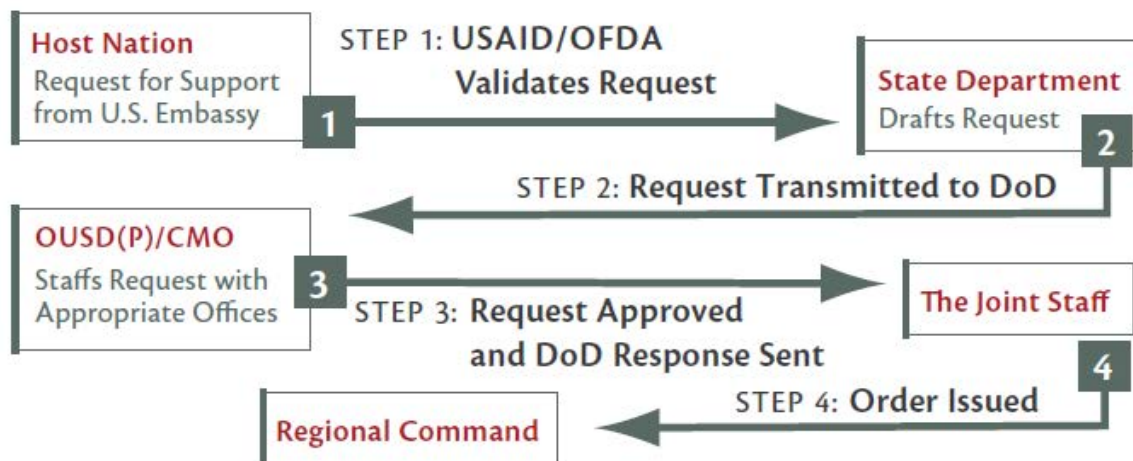 Host Nation
Request for Support
from U.S. Embassy
1
STEP 1: USAID/OFDA
Validates Request
State Department
Drafts Request
2
STEP 2: Request Transmitted to DoD
OUSD(P)/CMO
Staffs Request with
Appropriate Offices
3
STEP 3: Request Approved
and DoD Response Sent
The Joint Staff
4
STEP 4: Order Issued
Regional Command